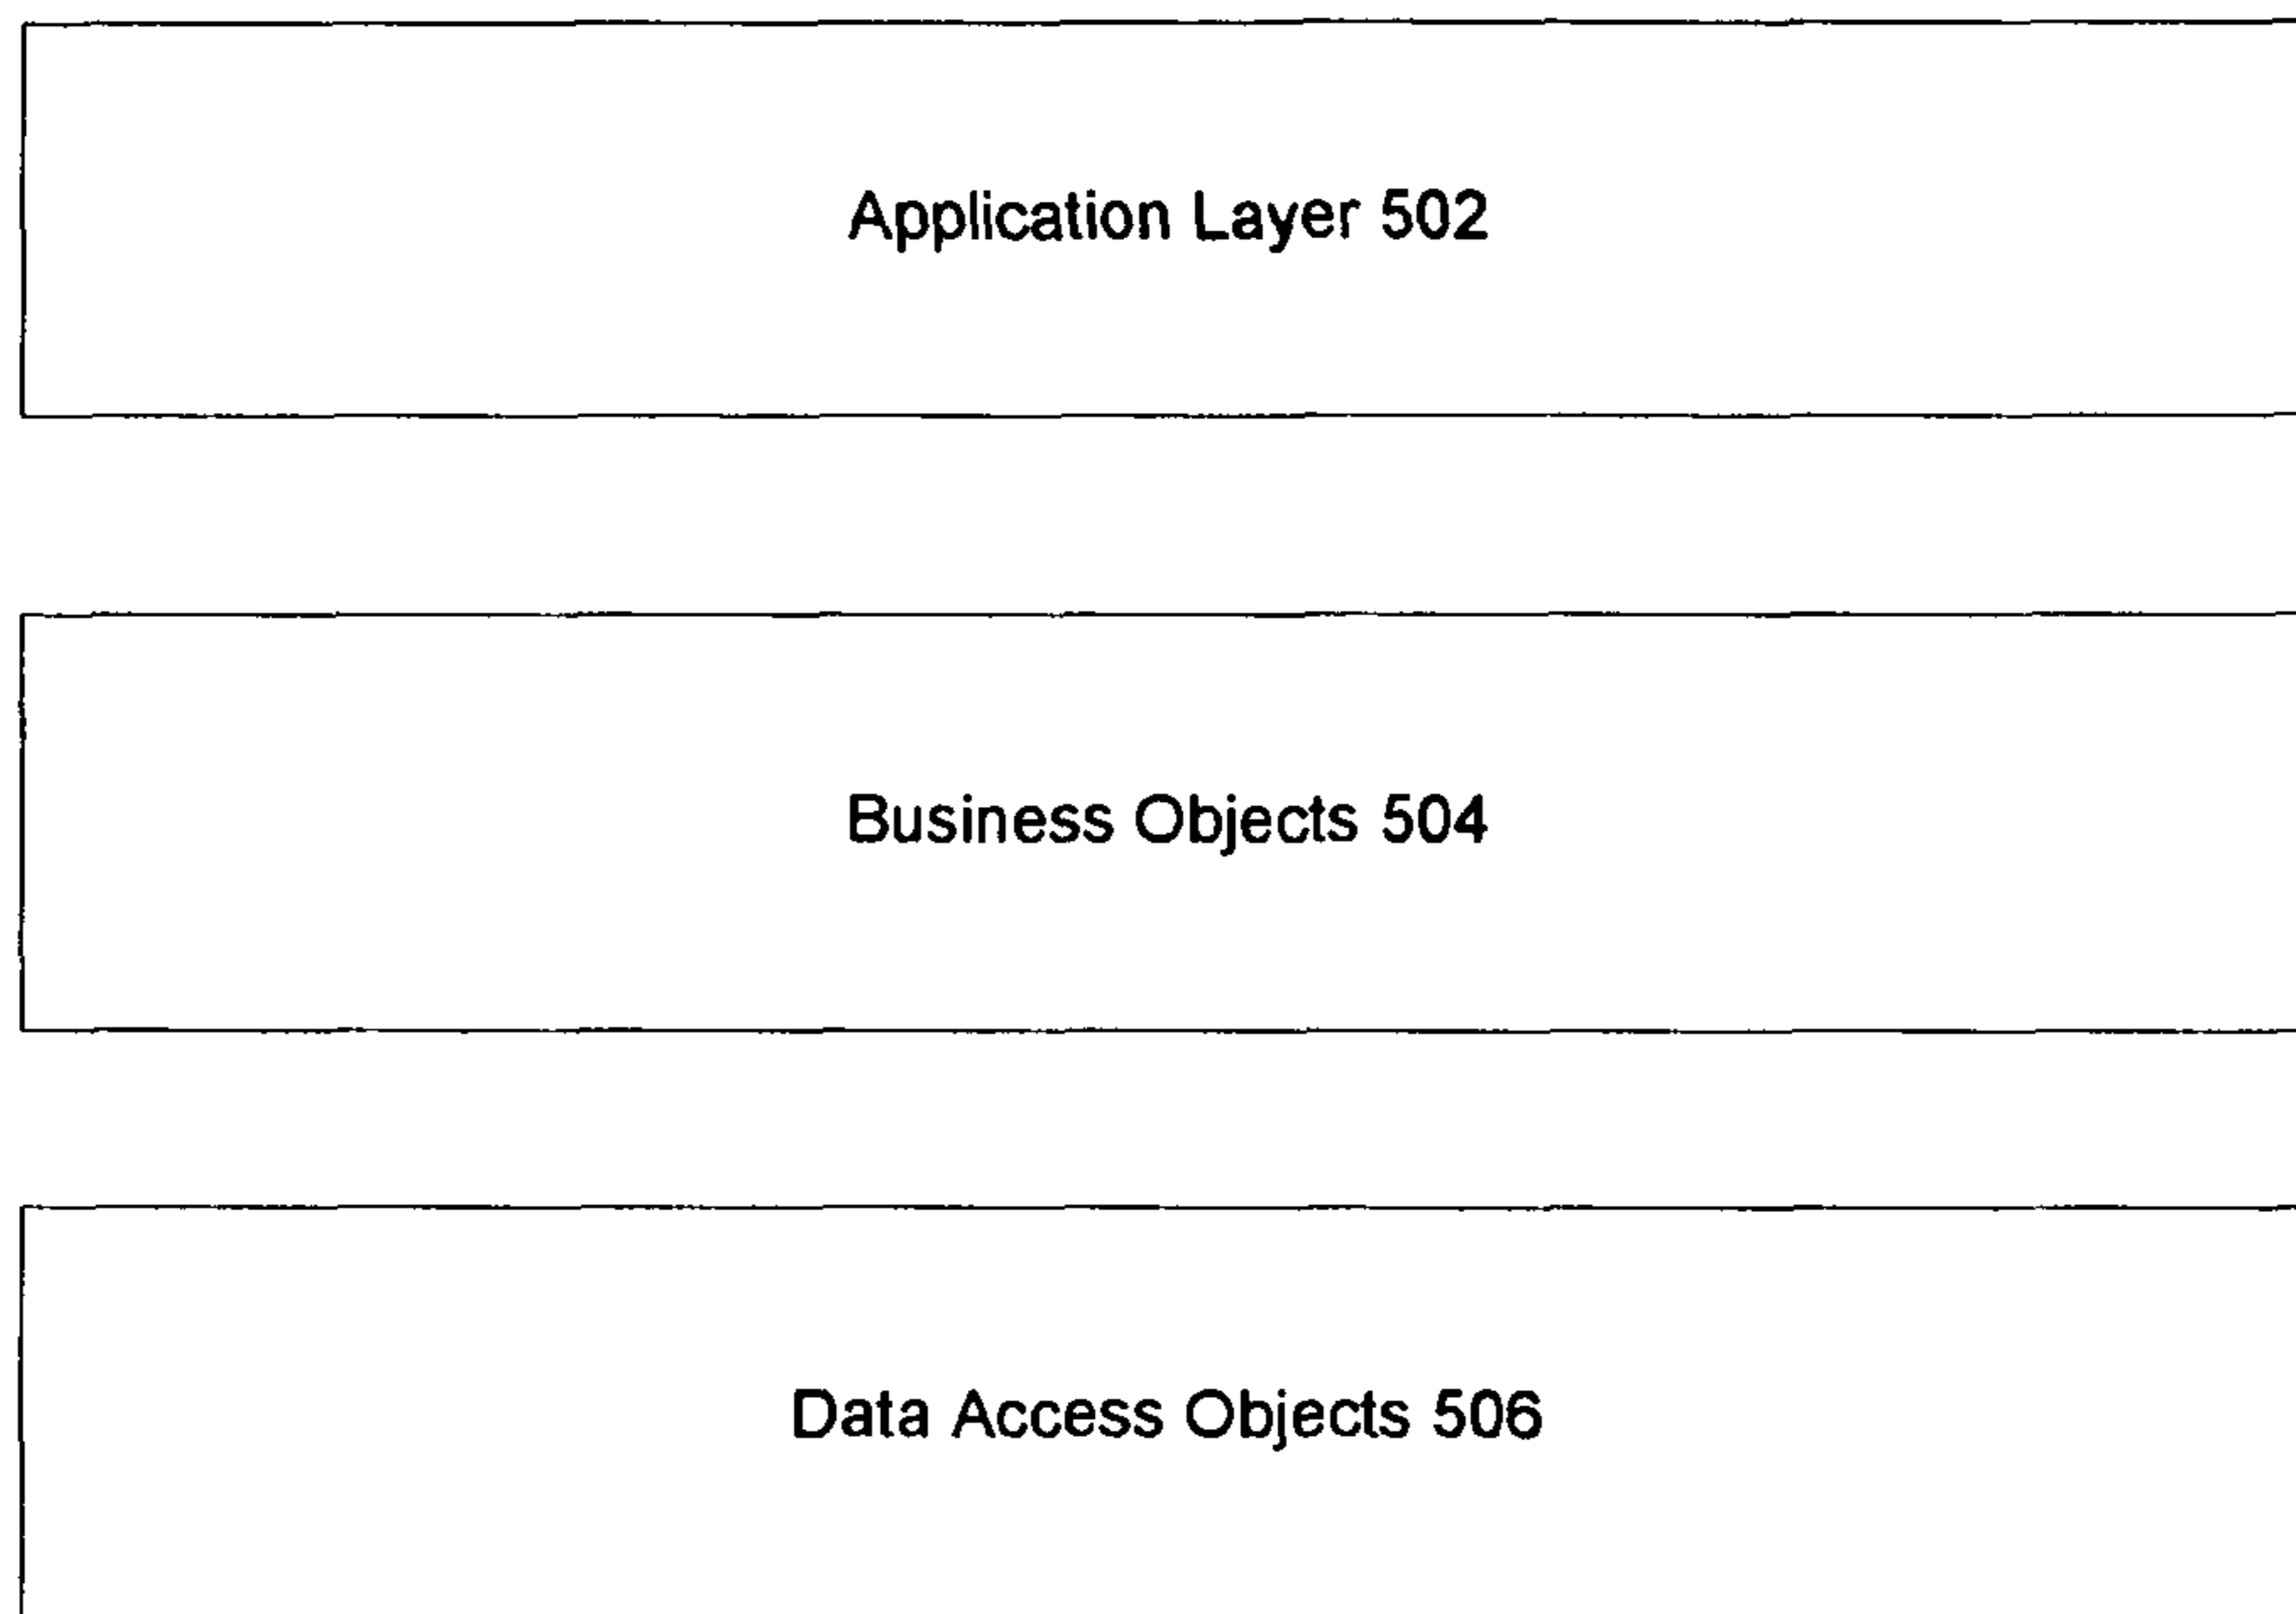 Application Layer 502
Business Objects 504
Data Access Objects 506